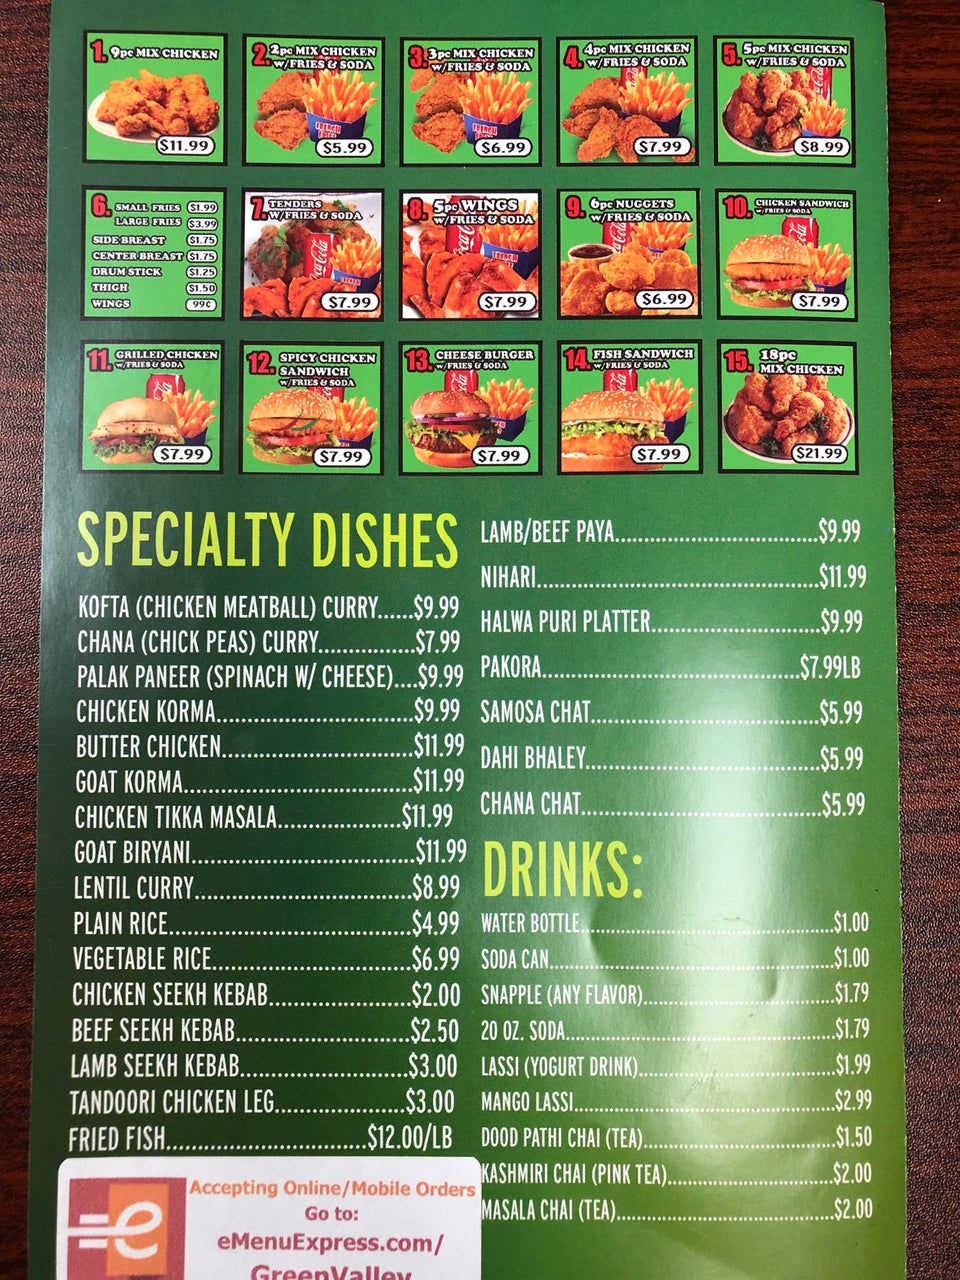 1. 9pc MIX CHICKEN
$11.99
2. 2pc MIX CHICKEN
W/FRIES & SODA
$5.99
3. 3pc MIX CHICKEN
W/FRIES & SODA
$6.99
4. 4pc MIX CHICKEN
W/FRIES & SODA
$7.99
5. 5pc MIX CHICKEN
W/FRIES & SODA
$8.99
6. SMALL FRIES $1.99
LARGE FRIES $3.99
SIDE BREAST $1.75
CENTER BREAST $1.75
DRUM STICK $1.25
THIGH $1.50
WINGS 99¢
7. TENDERS
W/FRIES & SODA
$7.99
8. 5pc WINGS
W/FRIES & SODA
$7.99
9. 6pc NUGGETS
W/FRIES & SODA
$6.99
10. CHICKEN SANDWICH
W/FRIES & SODA
$7.99
11. GRILLED CHICKEN
W/FRIES & SODA
$7.99
12. SPICY CHICKEN
SANDWICH
W/FRIES & SODA
$7.99
13. CHEESE BURGER
W/FRIES & SODA
$7.99
14. FISH SANDWICH
W/FRIES & SODA
$7.99
15. 18pc
MIX CHICKEN
$21.99
SPECIALTY DISHES
KOFTA (CHICKEN MEATBALL) CURRY......$9.99
CHANA (CHICK PEAS) CURRY..............$7.99
PALAK PANEER (SPINACH W/ CHEESE)....$9.99
CHICKEN KORMA.............................$9.99
BUTTER CHICKEN............................$11.99
GOAT KORMA.................................$11.99
CHICKEN TIKKA MASALA..................$11.99
GOAT BIRYANI................................$11.99
LENTIL CURRY................................$8.99
PLAIN RICE...................................$4.99
VEGETABLE RICE.............................$6.99
CHICKEN SEEKH KEBAB....................$2.00
BEEF SEEKH KEBAB.........................$2.50
LAMB SEEKH KEBAB........................$3.00
TANDOORI CHICKEN LEG...................$3.00
FRIED FISH.............................$12.00/LB
LAMB/BEEF PAYA.............................$9.99
NIHARI........................................$11.99
HALWA PURI PLATTER........................$9.99
PAKORA.....................................$7.99LB
SAMOSA CHAT................................$5.99
DAHI BHALEY.................................$5.99
CHANA CHAT..................................$5.99
DRINKS:
WATER BOTTLE....................................$1.00
SODA CAN........................................$1.00
SNAPPLE (ANY FLAVOR)............................$1.79
20 OZ. SODA.....................................$1.79
LASSI (YOGURT DRINK)............................$1.99
MANGO LASSI.....................................$2.99
DOOD PATHI CHAI (TEA)...........................$1.50
KASHMIRI CHAI (PINK TEA)........................$2.00
MASALA CHAI (TEA)...............................$2.00
e
Accepting Online/Mobile Orders
Go to:
eMenuExpress.com/
GreenValley